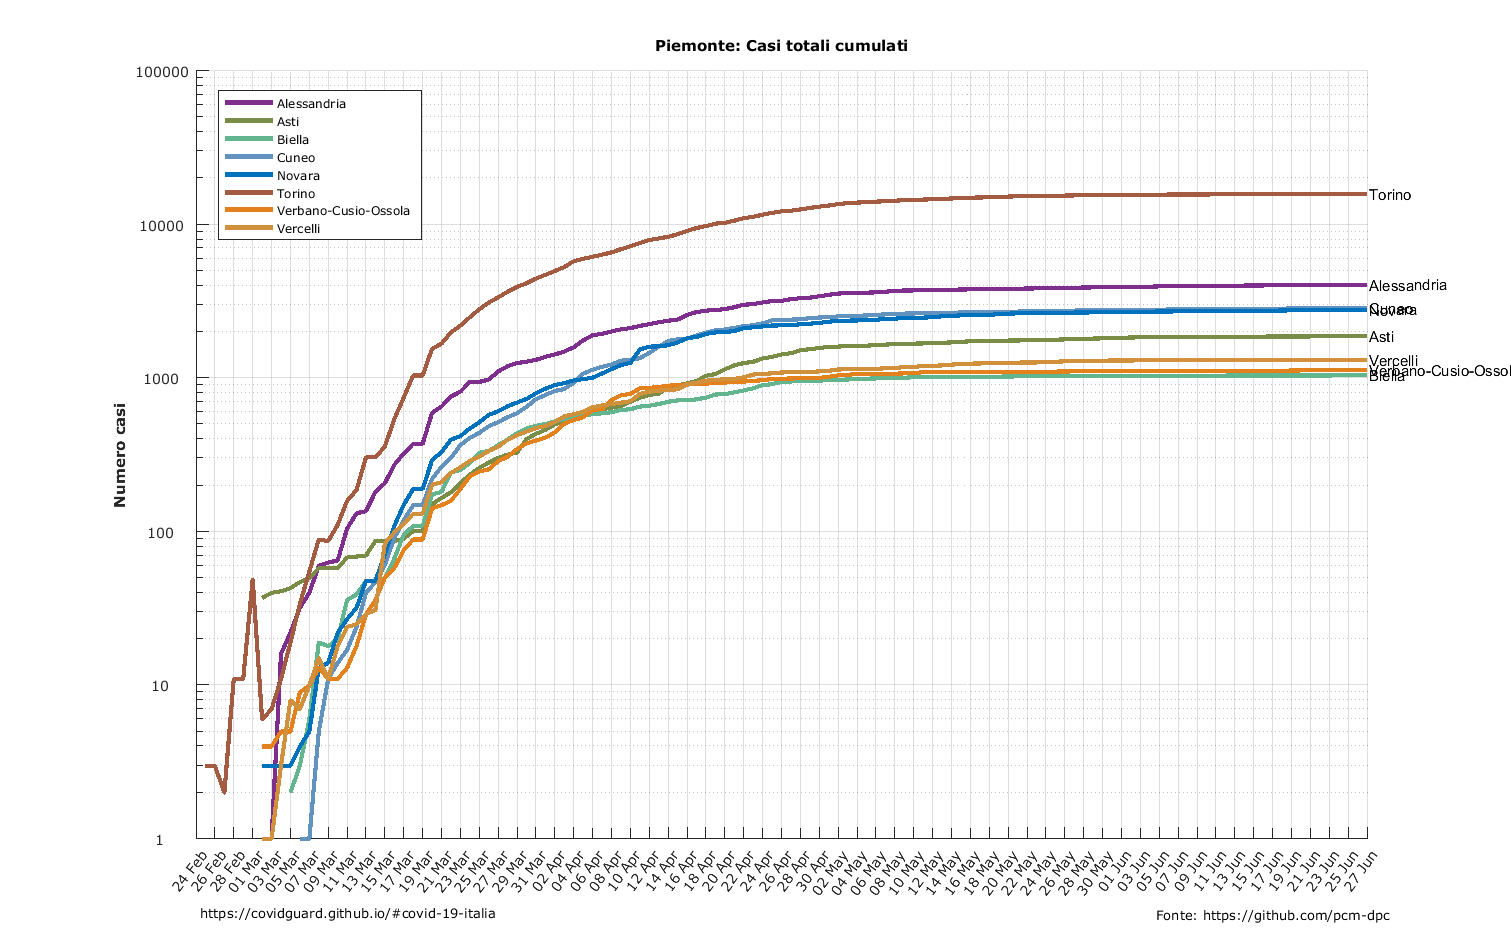 Piemonte: Casi totali cumulati
100000
10000
1000
100
10
1
Numero casi
Alessandria
Asti
Biella
Cuneo
Novara
Torino
Verbano-Cusio-Ossola
Vercelli
Torino
Alessandria
Cuneo
Novara
Asti
Vercelli
Verbano-Cusio-Ossol
Biella
24 Feb
26 Feb
28 Feb
01 Mar
03 Mar
05 Mar
07 Mar
09 Mar
11 Mar
13 Mar
15 Mar
17 Mar
19 Mar
21 Mar
23 Mar
25 Mar
27 Mar
29 Mar
31 Mar
02 Apr
04 Apr
06 Apr
08 Apr
10 Apr
12 Apr
14 Apr
16 Apr
18 Apr
20 Apr
22 Apr
24 Apr
26 Apr
28 Apr
30 Apr
02 May
04 May
06 May
08 May
10 May
12 May
14 May
16 May
18 May
20 May
22 May
24 May
26 May
28 May
30 May
01 Jun
03 Jun
05 Jun
07 Jun
09 Jun
11 Jun
13 Jun
15 Jun
17 Jun
19 Jun
21 Jun
23 Jun
25 Jun
27 Jun
https://covidguard.github.io/#covid-19-italia
Fonte: https://github.com/pcm-dpc